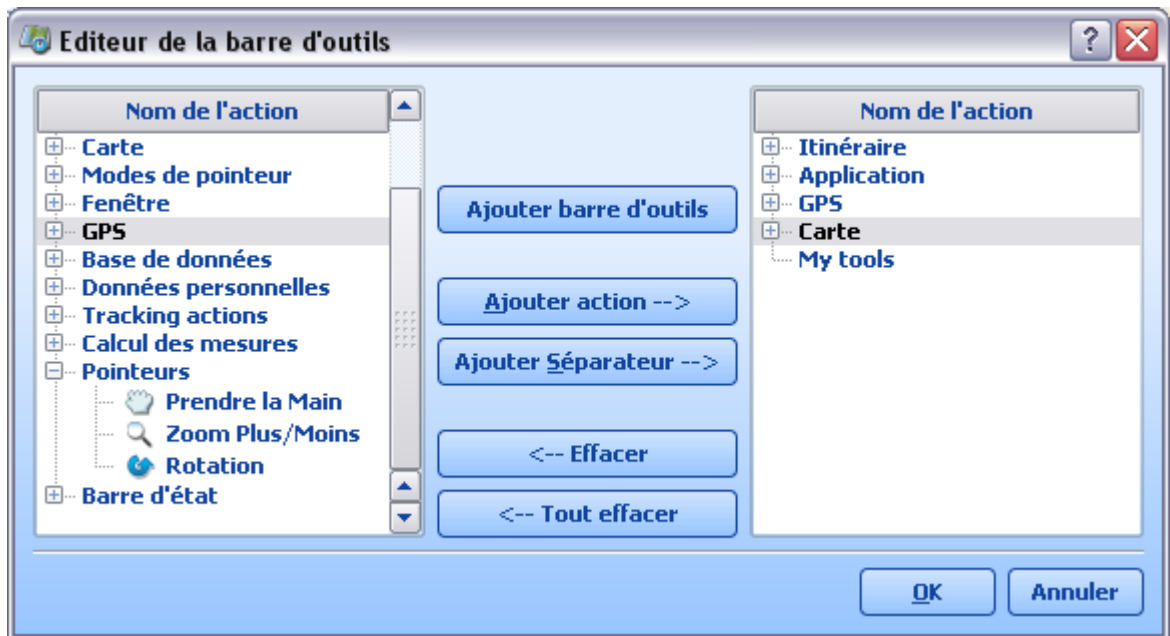 Editeur de la barre d'outils
Nom de l'action
Carte
Modes de pointeur
Fenêtre
GPS
Base de données
Données personnelles
Tracking actions
Calcul des mesures
Pointeurs
Prendre la Main
Zoom Plus/Moins
Rotation
Barre d'état
Ajouter barre d'outils
Ajouter action -->
Ajouter Séparateur -->
<-- Effacer
<-- Tout effacer
Nom de l'action
Itinéraire
Application
GPS
Carte
My tools
OK
Annuler